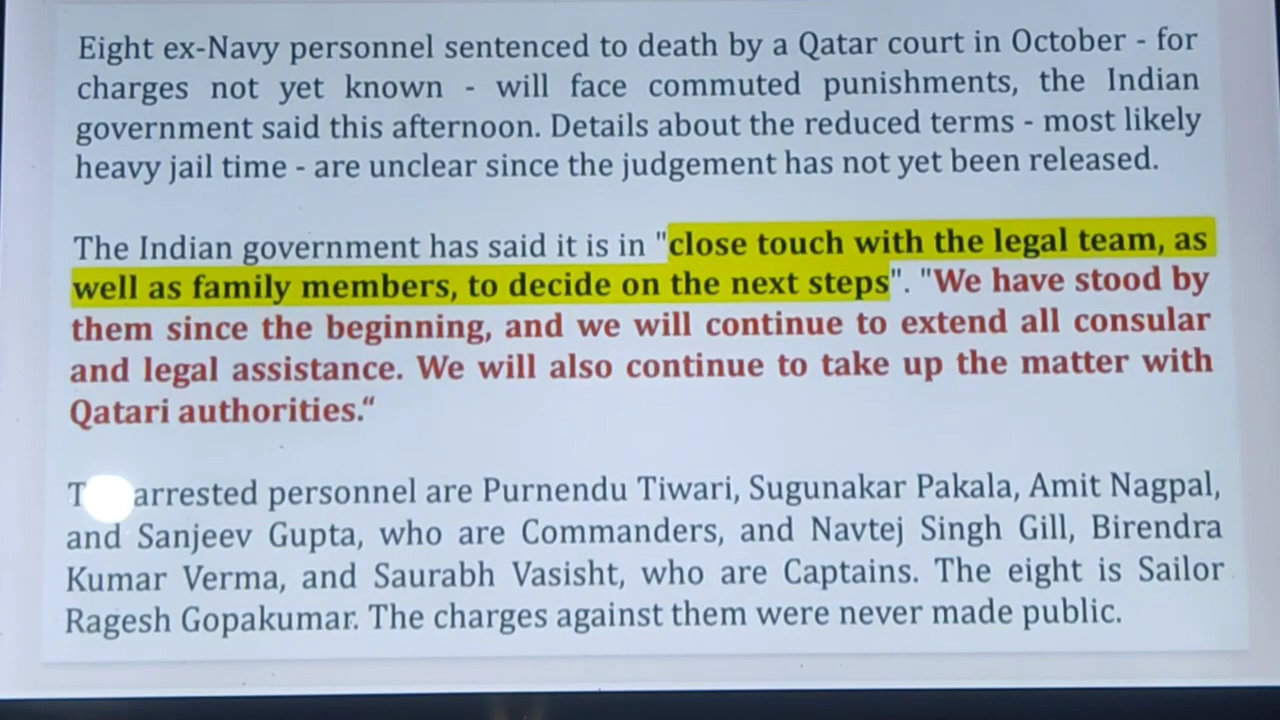 Eight ex-Navy personnel sentenced to death by a Qatar court in October - for
charges not yet known - will face commuted punishments, the Indian
government said this afternoon. Details about the reduced terms - most likely
heavy jail time - are unclear since the judgement has not yet been released.
The Indian government has said it is in "close touch with the legal team, as
well as family members, to decide on the next steps". "We have stood by
them since the beginning, and we will continue to extend all consular
and legal assistance. We will also continue to take up the matter with
Qatari authorities.“
arrested personnel are Purnendu Tiwari, Sugunakar Pakala, Amit Nagpal,
and Sanjeev Gupta, who are Commanders, and Navtej Singh Gill, Birendra
Kumar Verma, and Saurabh Vasisht, who are Captains. The eight is Sailor
Ragesh Gopakumar. The charges against them were never made public.